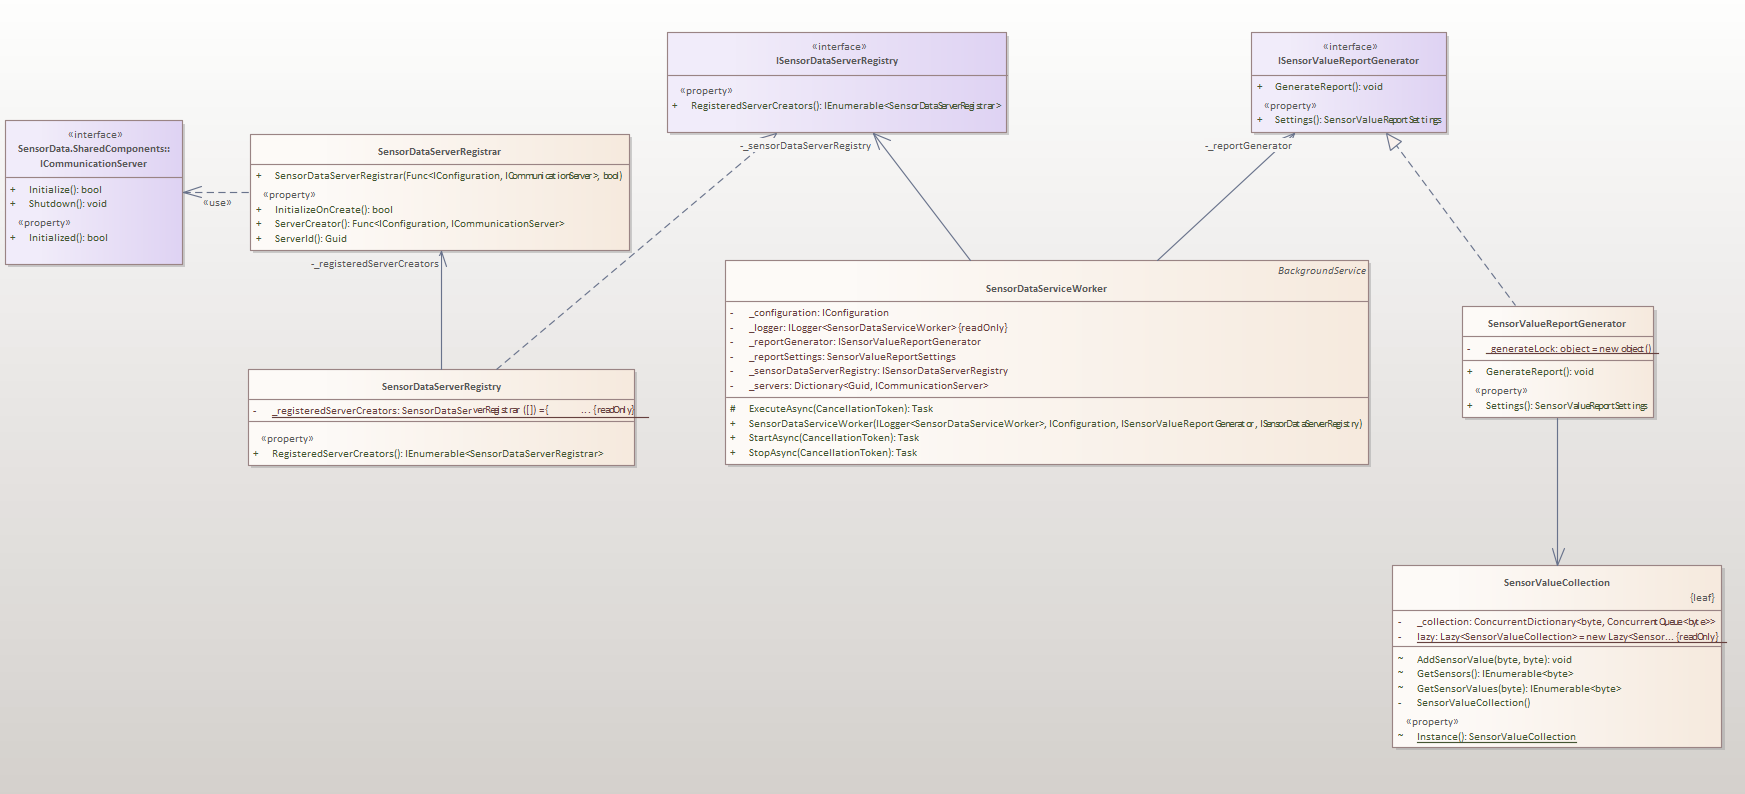 «interface»
SensorData.SharedComponents::
ICommunicationServer
+ Initialize(): bool
+ Shutdown(): void
«property»
+ Initialized(): bool
«use»
SensorDataServerRegistrar
+ SensorDataServerRegistrar(Func<IConfiguration, ICommunicationServer>, bool)
«property»
+ InitializeOnCreate(): bool
+ ServerCreator(): Func<IConfiguration, ICommunicationServer>
+ ServerId(): Guid
-_registeredServerCreators
SensorDataServerRegistry
- _registeredServerCreators: SensorDataServerRegistrar ([]) = { ... {readOnly}
«property»
+ RegisteredServerCreators(): IEnumerable<SensorDataServerRegistrar>
«interface»
ISensorDataServerRegistry
«property»
+ RegisteredServerCreators(): IEnumerable<SensorDataServerRegistrar>
-_sensorDataServerRegistry
BackgroundService
SensorDataServiceWorker
- _configuration: IConfiguration
- _logger: ILogger<SensorDataServiceWorker> {readOnly}
- _reportGenerator: ISensorValueReportGenerator
- _reportSettings: SensorValueReportSettings
- _sensorDataServerRegistry: ISensorDataServerRegistry
- _servers: Dictionary<Guid, ICommunicationServer>
# ExecuteAsync(CancellationToken): Task
+ SensorDataServiceWorker(ILogger<SensorDataServiceWorker>, IConfiguration, ISensorValueReportGenerator, ISensorDataServerRegistry)
+ StartAsync(CancellationToken): Task
+ StopAsync(CancellationToken): Task
«interface»
ISensorValueReportGenerator
+ GenerateReport(): void
«property»
+ Settings(): SensorValueReportSettings
-_reportGenerator
SensorValueReportGenerator
- _generateLock: object = new object()
+ GenerateReport(): void
«property»
+ Settings(): SensorValueReportSettings
SensorValueCollection
{leaf}
- _collection: ConcurrentDictionary<byte, ConcurrentQueue<byte>>
- lazy: Lazy<SensorValueCollection> = new Lazy<Sensor... {readOnly}
~ AddSensorValue(byte, byte): void
~ GetSensors(): IEnumerable<byte>
~ GetSensorValues(byte): IEnumerable<byte>
- SensorValueCollection()
«property»
~ Instance(): SensorValueCollection